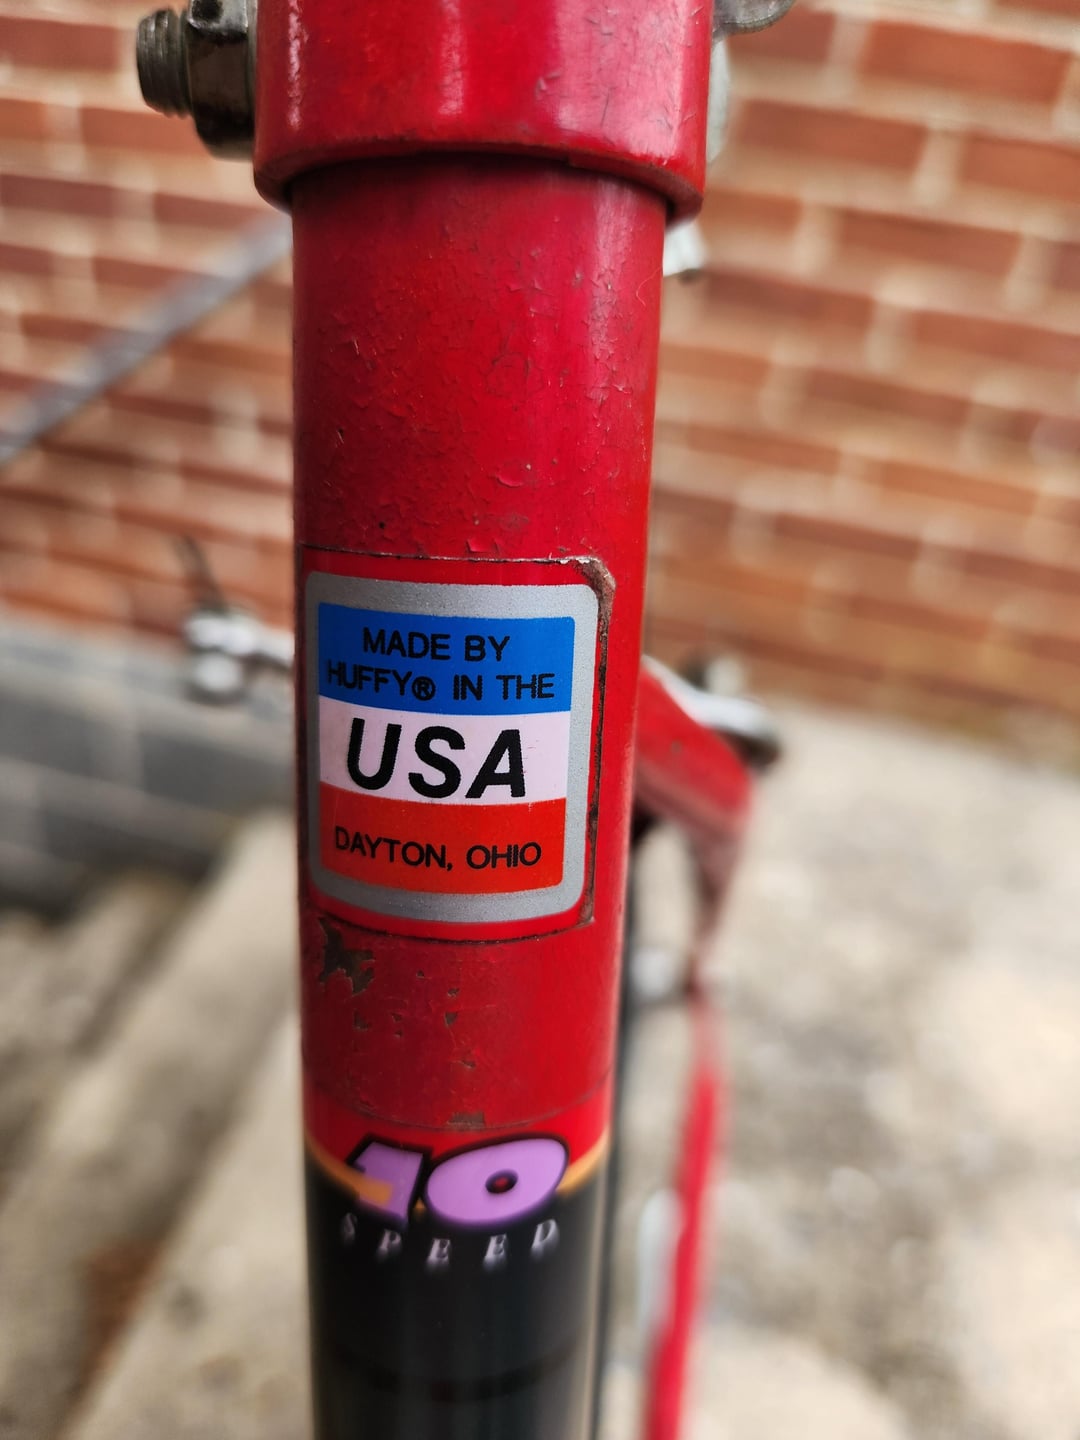 MADE BY
HUFFY® IN THE
USA
DAYTON, OHIO
10
SPEED